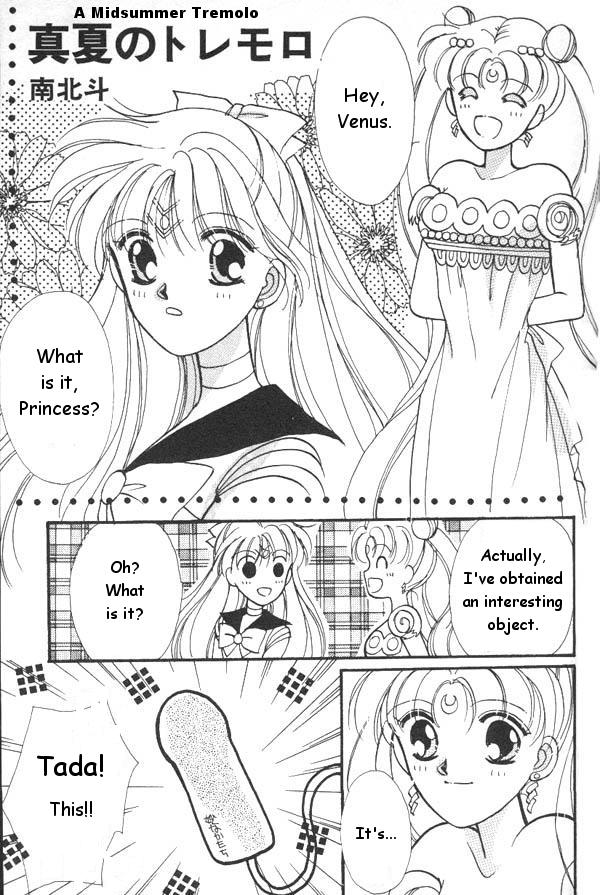 A Midsummer Tremolo
真夏のトレモロ
南北斗
Hey,
Venus.
What
is it,
Princess?
Actually,
I've obtained
an interesting
object.
Oh?
What
is it?
It's...
Tada!
This!!